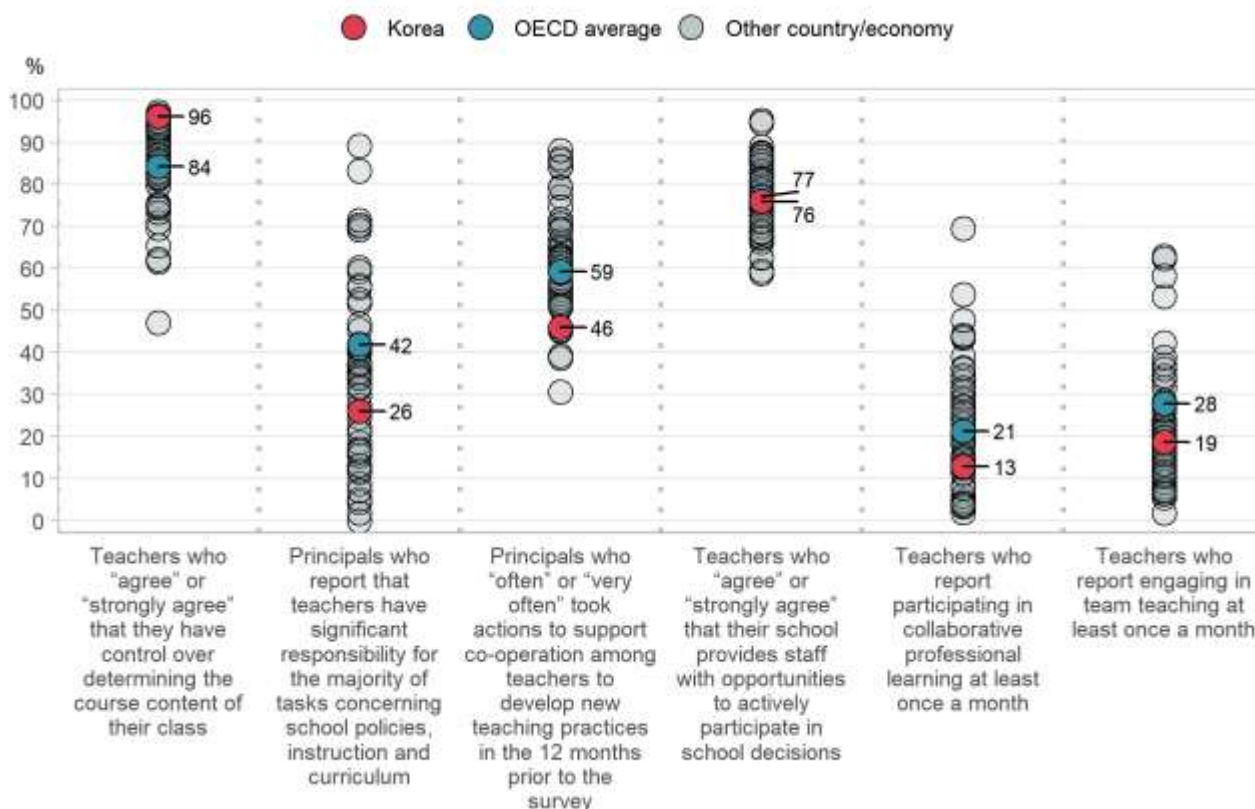 Korea OECD average Other country/economy
%
100
90
80
70
60
50
40
30
20
10
0
96
84
42
26
59
46
77
76
21
13
28
19
Teachers who
“agree” or
“strongly agree”
that they have
control over
determining the
course content of
their class
Principals who
report that
teachers have
significant
responsibility for
the majority of
tasks concerning
school policies,
instruction and
curriculum
Principals who
“often” or “very
often” took
actions to support
co-operation among
teachers to
develop new
teaching practices
in the 12 months
prior to the
survey
Teachers who
“agree” or
“strongly agree”
that their school
provides staff
with opportunities
to actively
participate in
school decisions
Teachers who
report
participating in
collaborative
professional
learning at least
once a month
Teachers who
report engaging in
team teaching at
least once a month